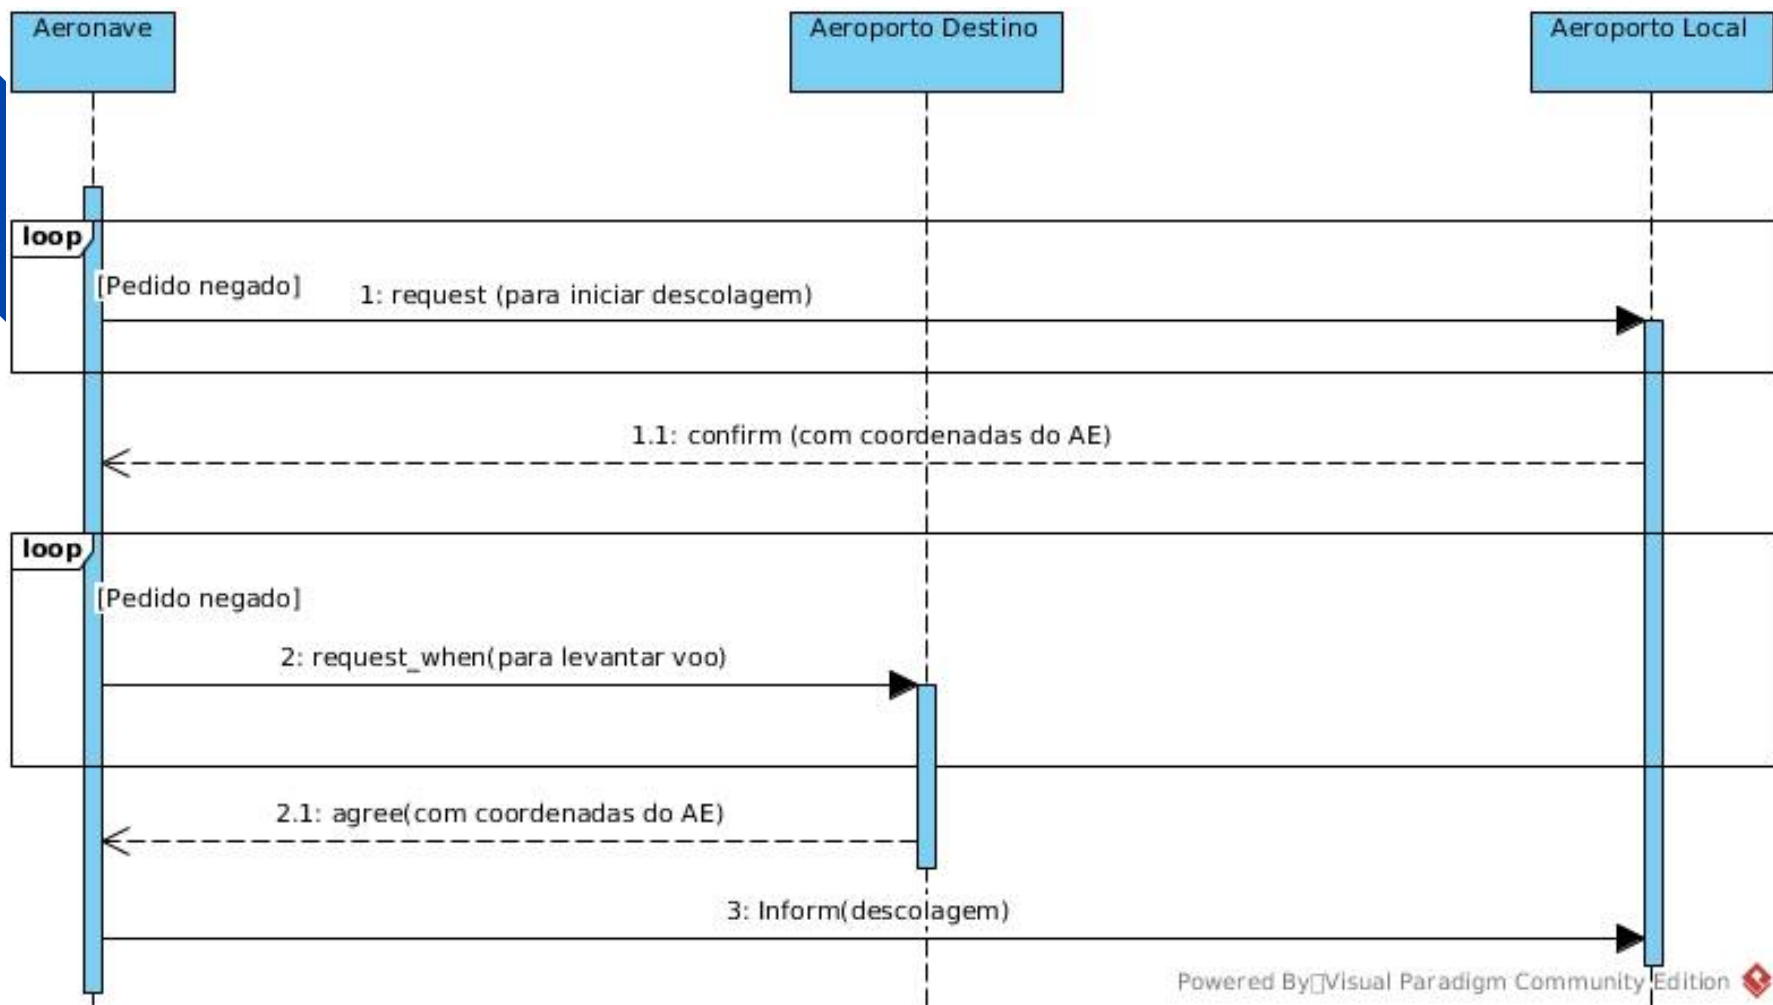 Aeronave
Aeroporto Destino
Aeroporto Local
loop
[Pedido negado]
1: request (para iniciar descolagem)
1.1: confirm (com coordenadas do AE)
loop
[Pedido negado]
2: request_when(para levantar voo)
2.1: agree(com coordenadas do AE)
3: Inform(descolagem)
Powered By Visual Paradigm Community Edition